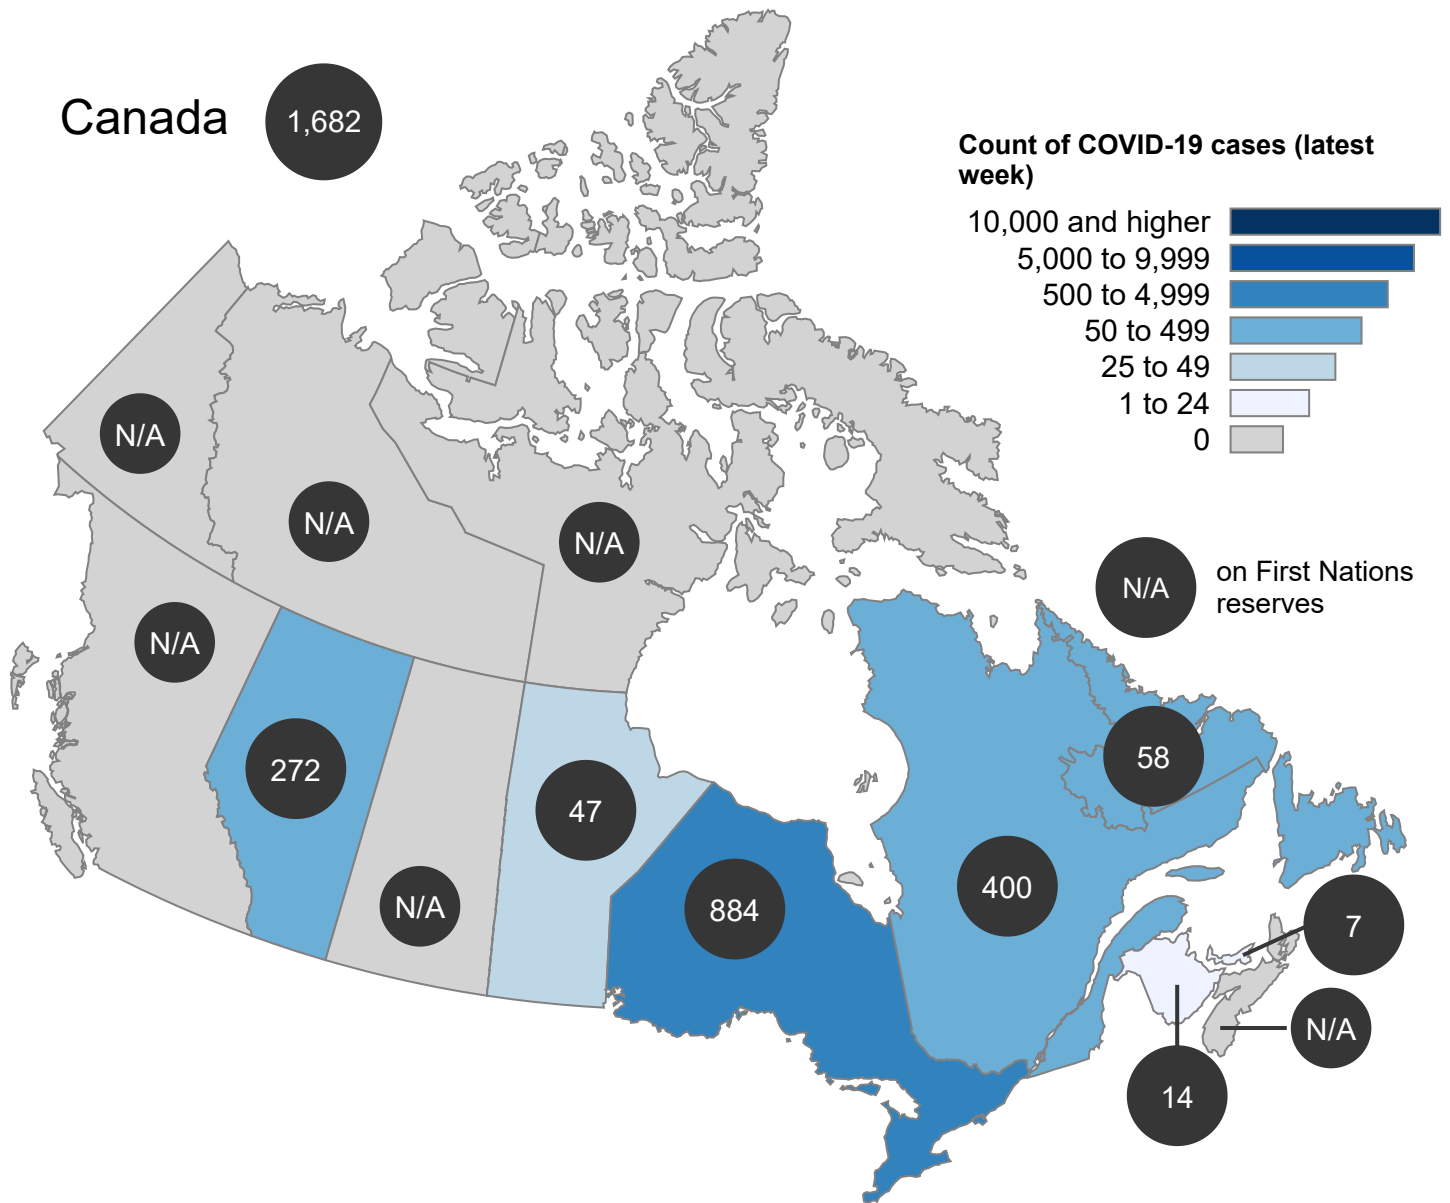 Canada
1,682
Count of COVID-19 cases (latest
week)
10,000 and higher
5,000 to 9,999
500 to 4,999
50 to 499
25 to 49
1 to 24
0
N/A
N/A
N/A
N/A
on First Nations
reserves
N/A
272
47
58
N/A
884
400
7
N/A
14